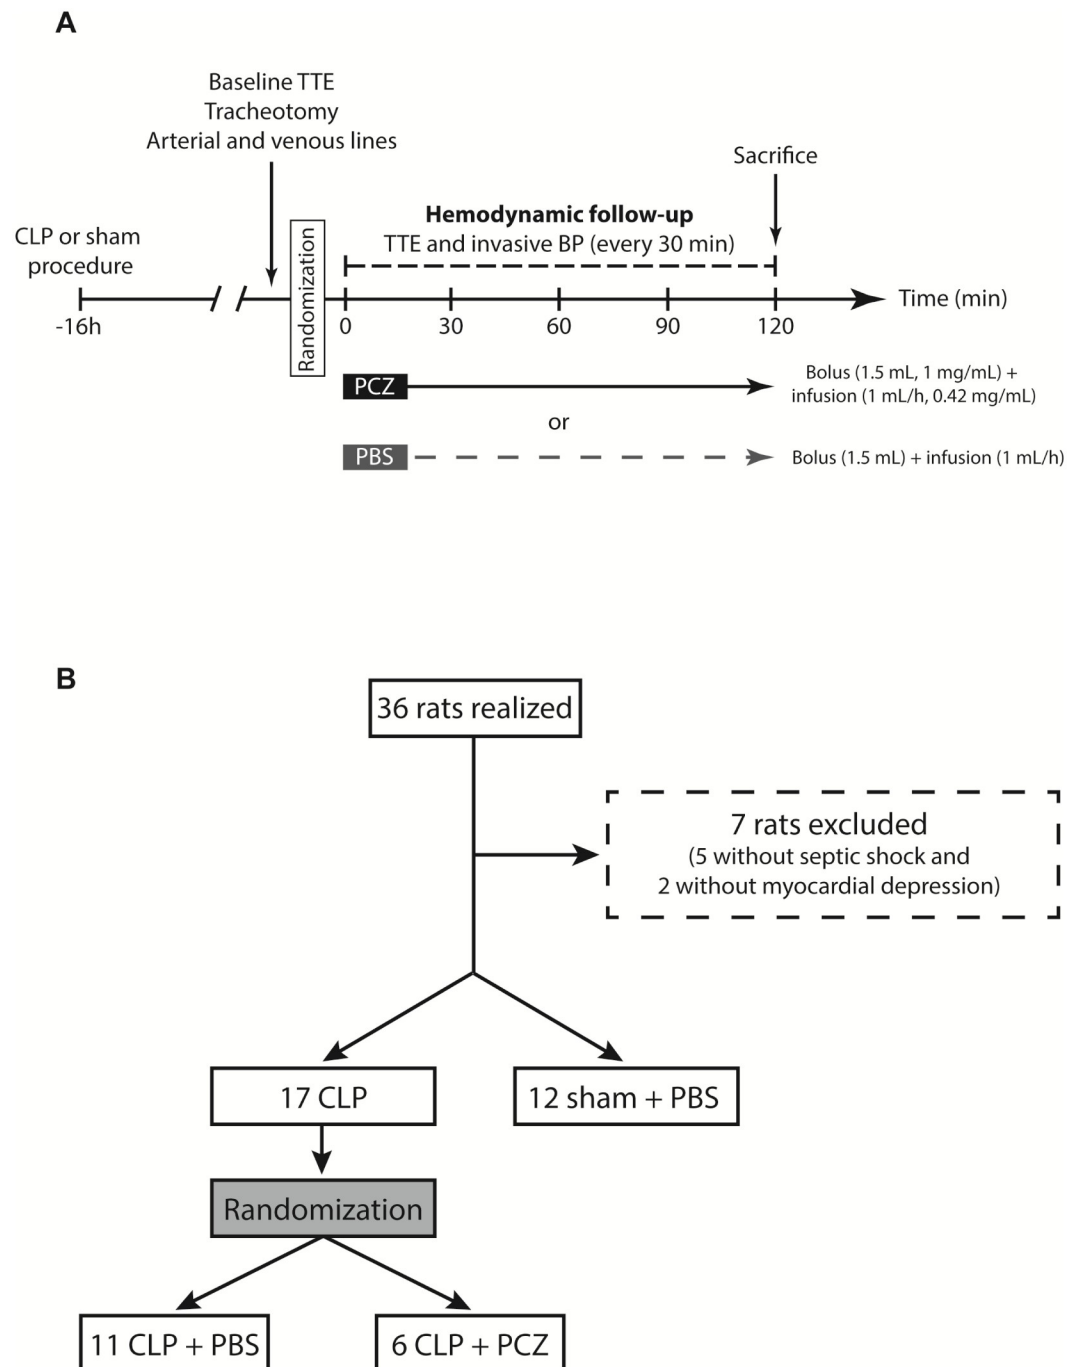 A
Baseline TTE
Tracheotomy
Arterial and venous lines
Sacrifice
CLP or sham
procedure
Hemodynamic follow-up
TTE and invasive BP (every 30 min)
Randomization
Time (min)
-16h
0
30
60
90
120
PCZ
Bolus (1.5 mL, 1 mg/mL) +
infusion (1 mL/h, 0.42 mg/mL)
or
PBS
Bolus (1.5 mL) + infusion (1 mL/h)
B
36 rats realized
7 rats excluded
(5 without septic shock and
2 without myocardial depression)
17 CLP
12 sham + PBS
Randomization
11 CLP + PBS
6 CLP + PCZ